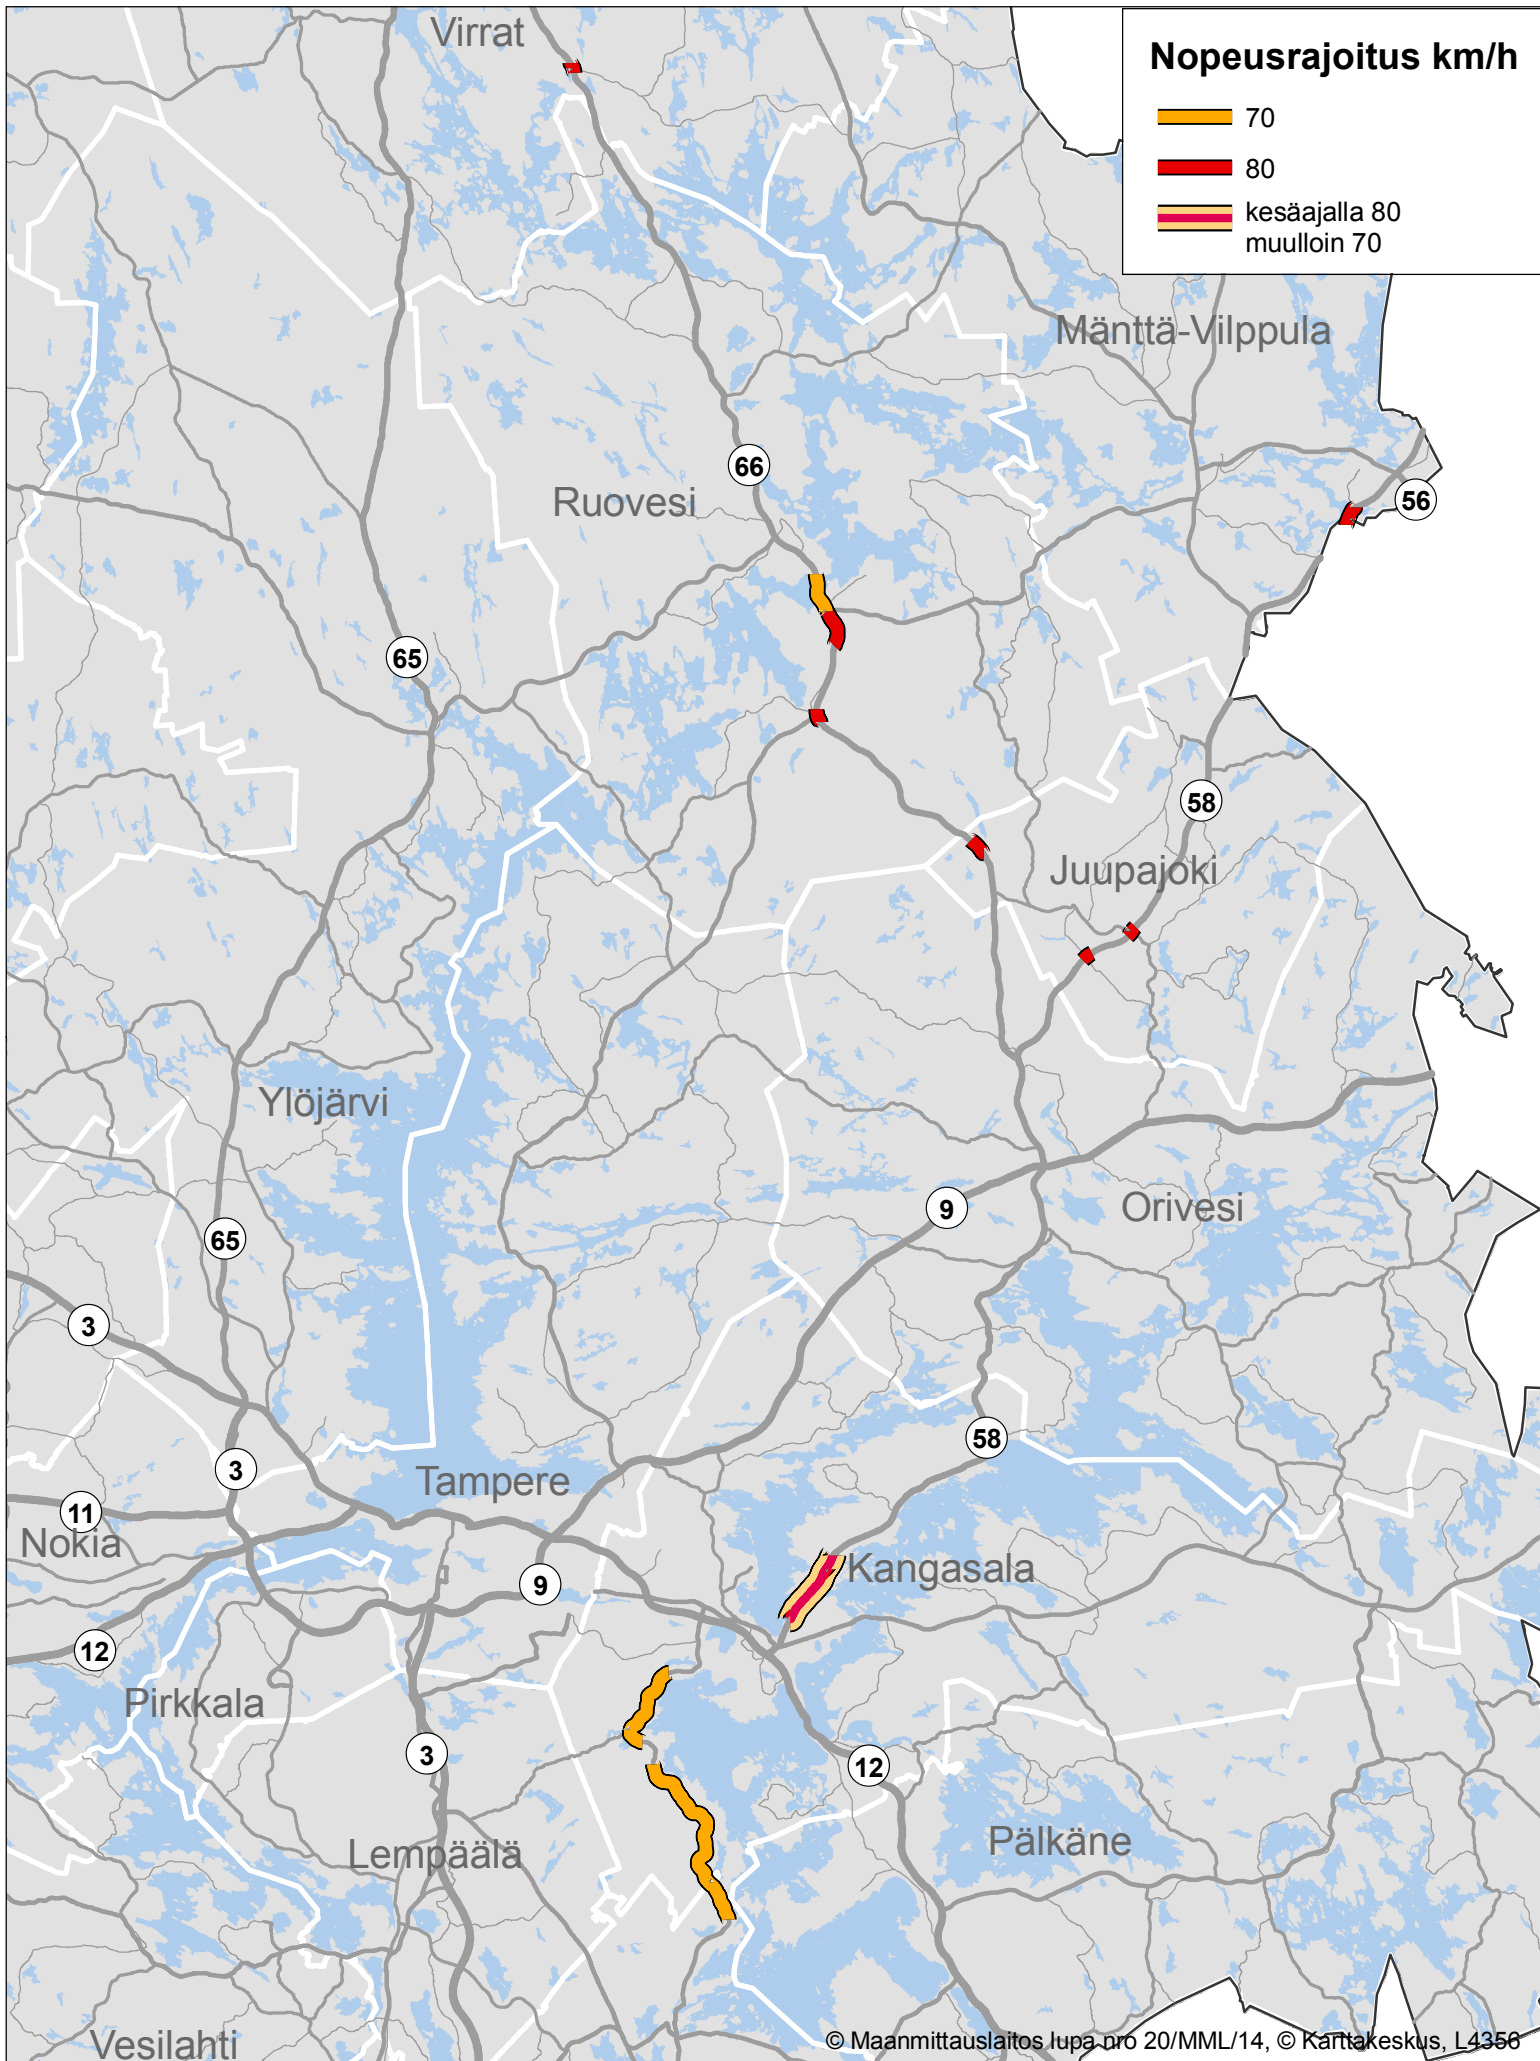 Virrat
Nopeusrajoitus km/h
70
80
kesäajalla 80
muulloin 70
Mänttä-Vilppula
66
Ruovesi
56
65
58
Juupajoki
Ylöjärvi
9
Orivesi
65
3
58
3
Tampere
11
Nokia
Kangasala
9
12
Pirkkala
3
12
Pälkäne
Lempäälä
Vesilahti
© Maanmittauslaitos lupa nro 20/MML/14, © Karttakeskus, L4356